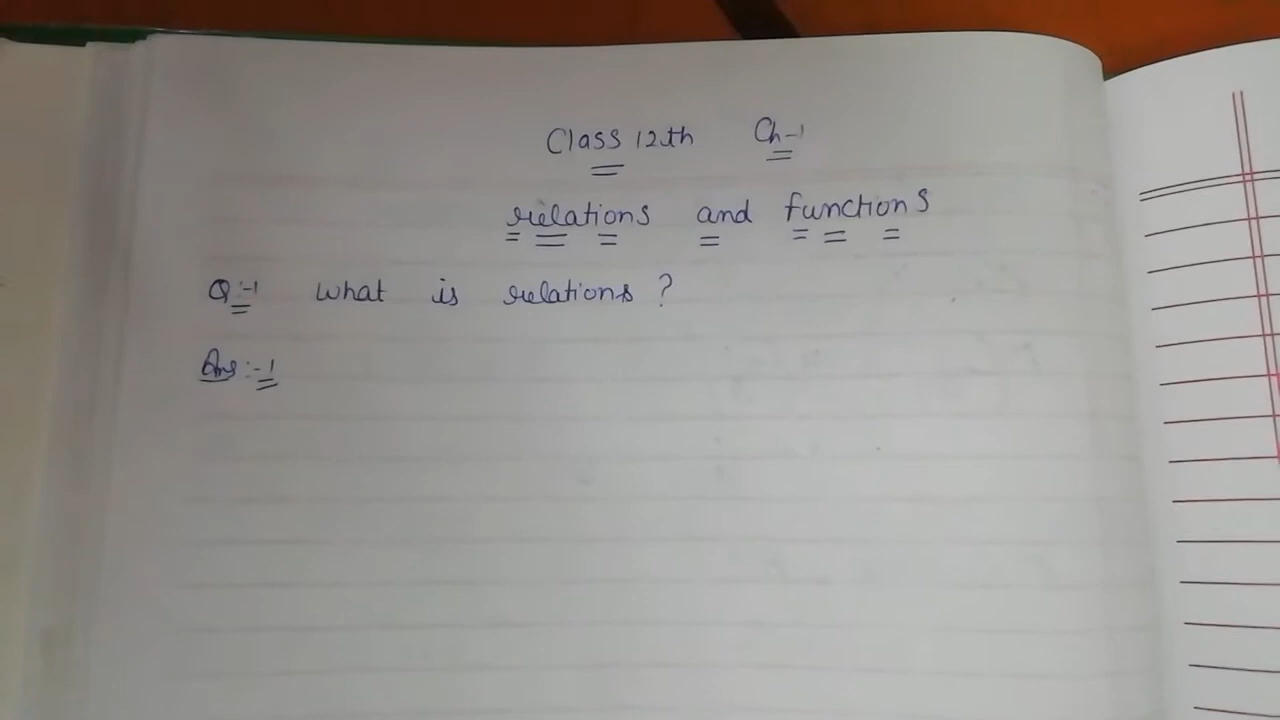 Class 12th Ch-1
relations and functions
Q:-1 What is relations ?
Ans:-1